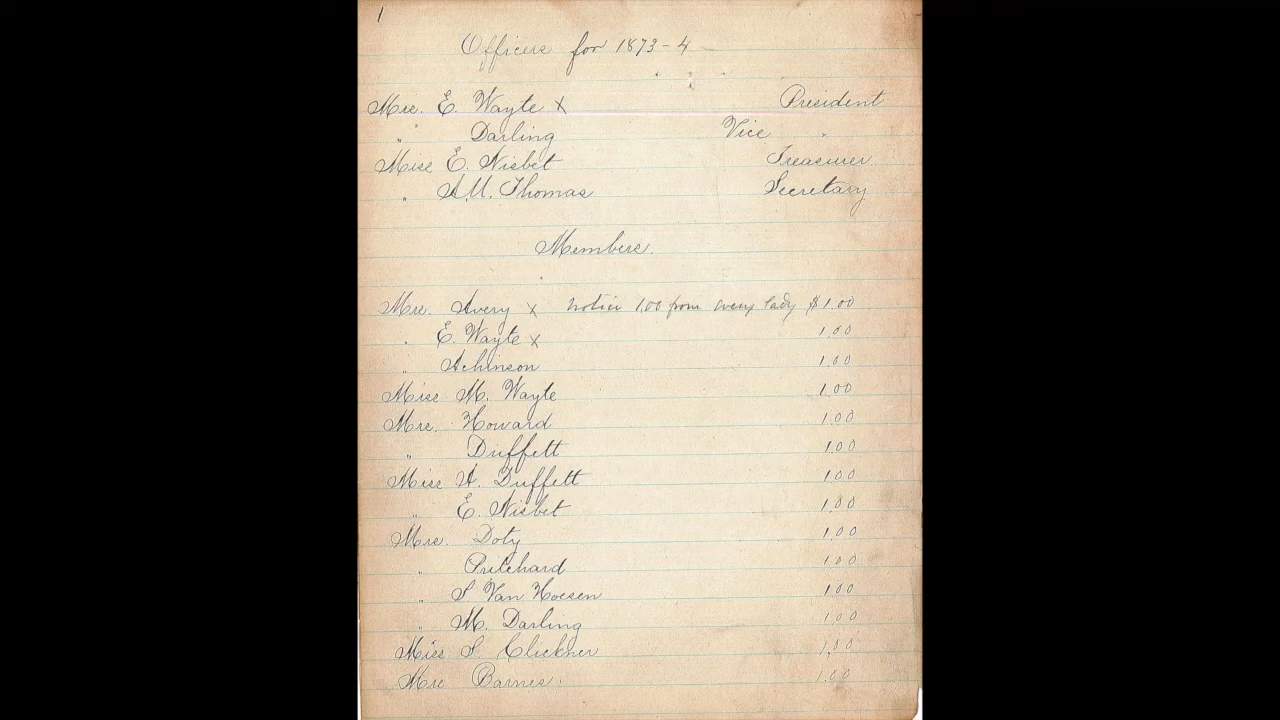 1
Officers for 1873-4
Mrs. E. Wayte x President
" Darling Vice "
Miss E. Nisbet Treasurer
" A.M. Thomas Secretary
Members.
Mrs. Avery x notice 1.00 from every lady $1.00
" E. Wayte x 1.00
" Achinson 1.00
Miss M. Wayte 1.00
Mrs. Howard 1.00
" Duffett 1.00
Miss A. Duffett 1.00
" E. Nisbet 1.00
Mrs. Doty 1.00
" Pritchard 1.00
" S Van Hoesen 1.00
" M. Darling 1.00
Miss S. Clickner 1.00
Mrs Barnes. 1.00